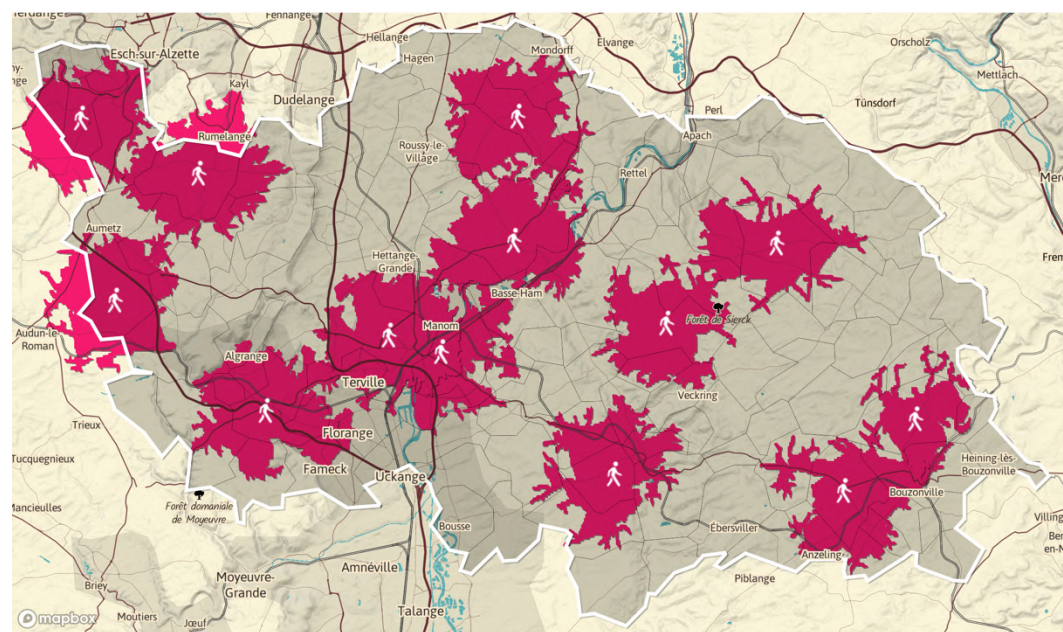 Fennange
Hellange
Elvange
Mondorff
Hagen
Esch-sur-Alzette
Orscholz
Mettlach
Kayl
Dudelange
Tünsdorf
Perl
Apach
Rumelange
Roussy-le-
Village
Rettel
Aumetz
Hettange-
Grande
Basse-Ham
Forêt de Sierck
Manom
Audun-le-
Roman
Algrange
Terville
Veckring
Trieux
Florange
Tucquegnieux
Fameck
Uckange
Heining-lès-
Bouzonville
Bouzonville
Forêt domaniale
de Moyeuvre
Mancieulles
Bousse
Ébersviller
Anzeling
Amnéville
Moyeuvre-
Grande
Piblange
Briey
Moutiers
Jœuf
Talange
mapbox